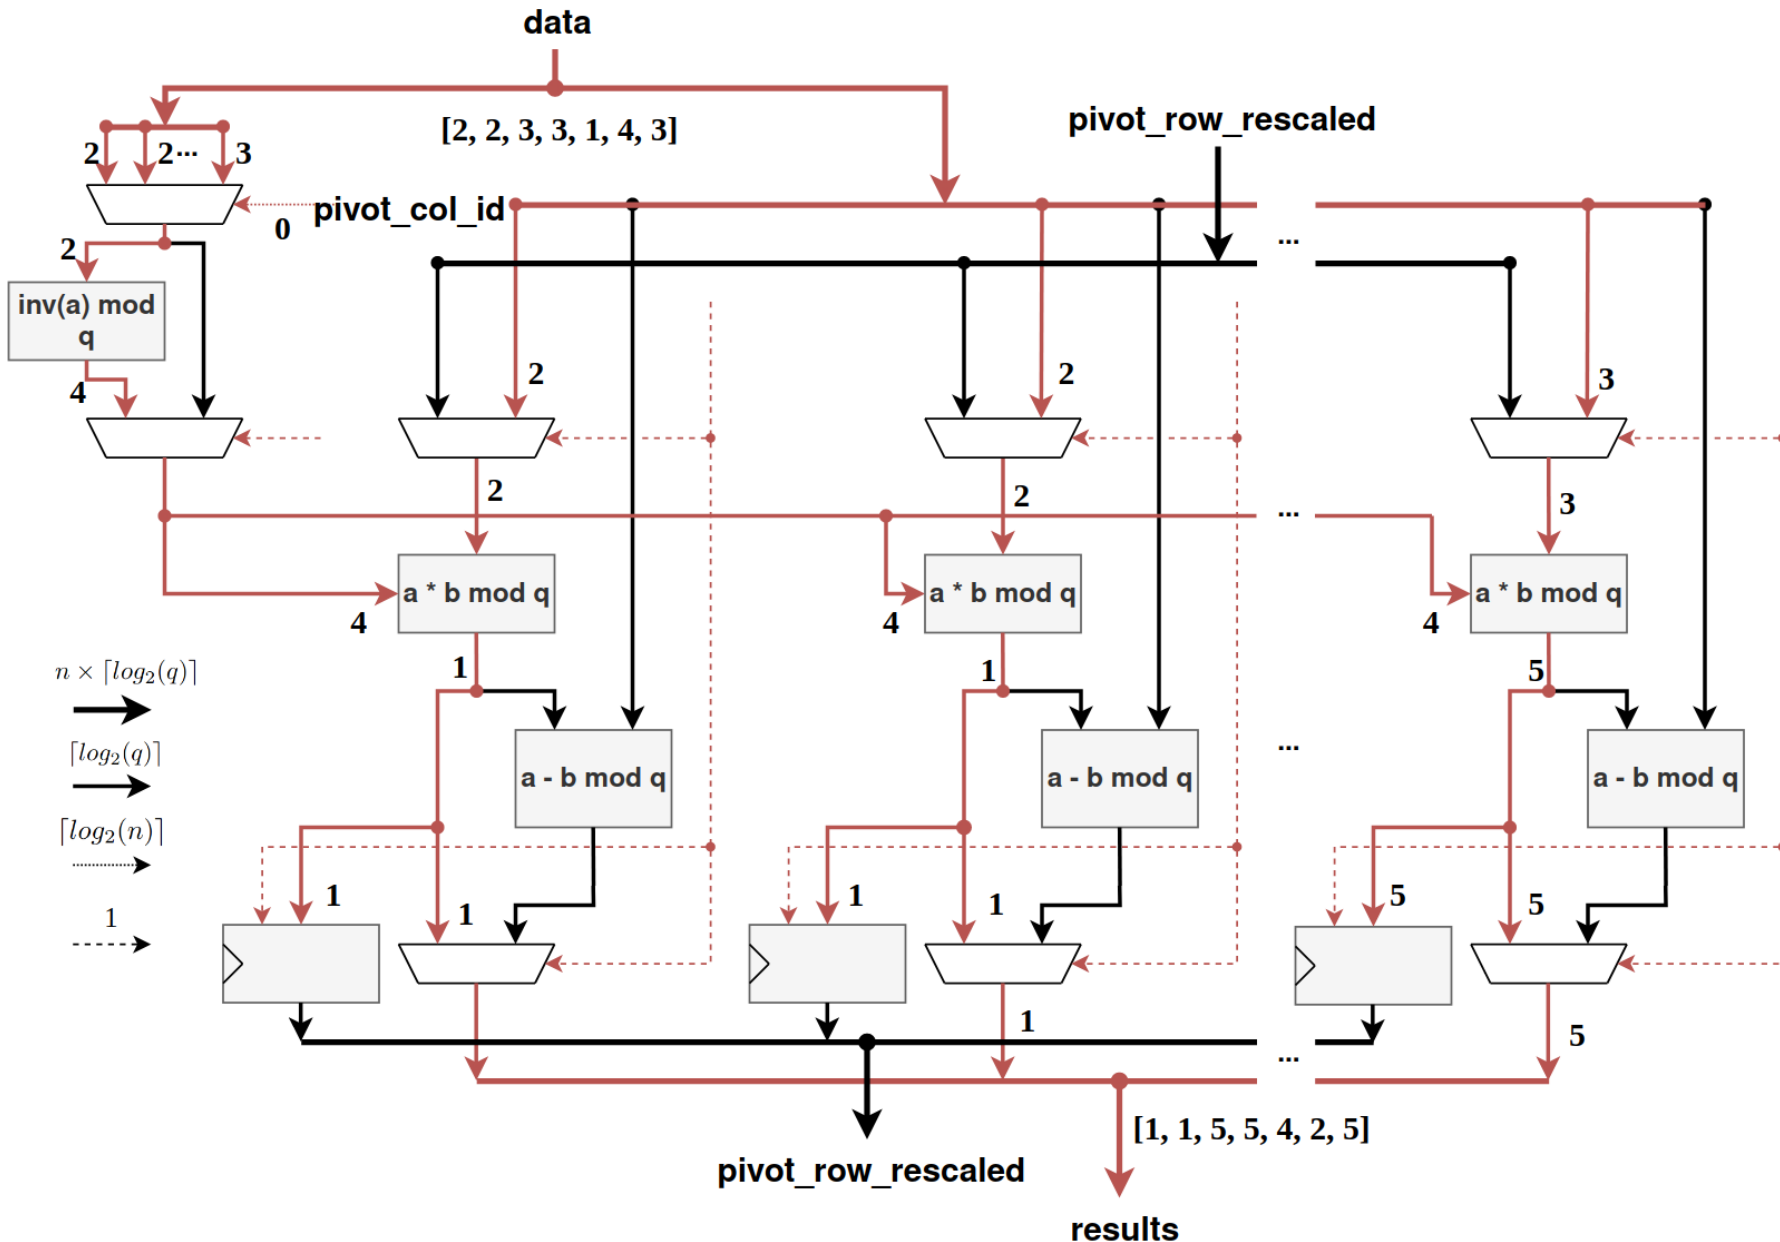 data
[2, 2, 3, 3, 1, 4, 3]
pivot_row_rescaled
2
2
...
3
0
pivot_col_id
...
2
inv(a) mod
q
4
2
2
3
2
2
3
...
a * b mod q
a * b mod q
a * b mod q
4
4
4
1
1
5
n × ⌈log₂(q)⌉
⌈log₂(q)⌉
⌈log₂(n)⌉
1
a - b mod q
a - b mod q
...
a - b mod q
1
1
1
1
5
5
1
5
...
[1, 1, 5, 5, 4, 2, 5]
pivot_row_rescaled
results